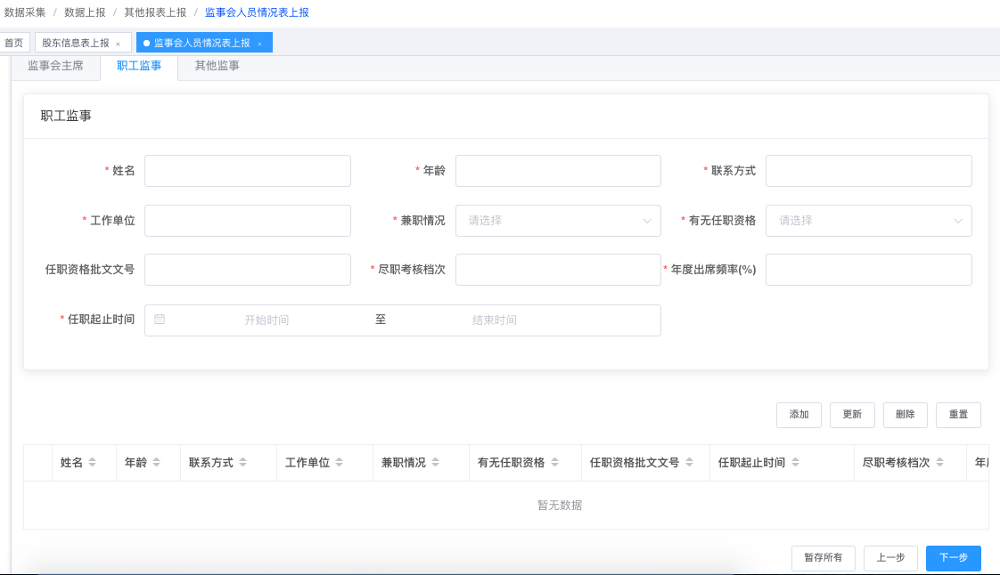 数据采集 / 数据上报 / 其他报表上报 / 监事会人员情况表上报
首页 股东信息表上报 × 监事会人员情况表上报 ×
监事会主席 职工监事 其他监事
职工监事
* 姓名 * 年龄 * 联系方式
* 工作单位 * 兼职情况 请选择 * 有无任职资格 请选择
任职资格批文文号 * 尽职考核档次 * 年度出席频率(%)
* 任职起止时间 开始时间 至 结束时间
添加 更新 删除 重置
姓名 年龄 联系方式 工作单位 兼职情况 有无任职资格 任职资格批文文号 任职起止时间 尽职考核档次 年
暂无数据
暂存所有 上一步 下一步